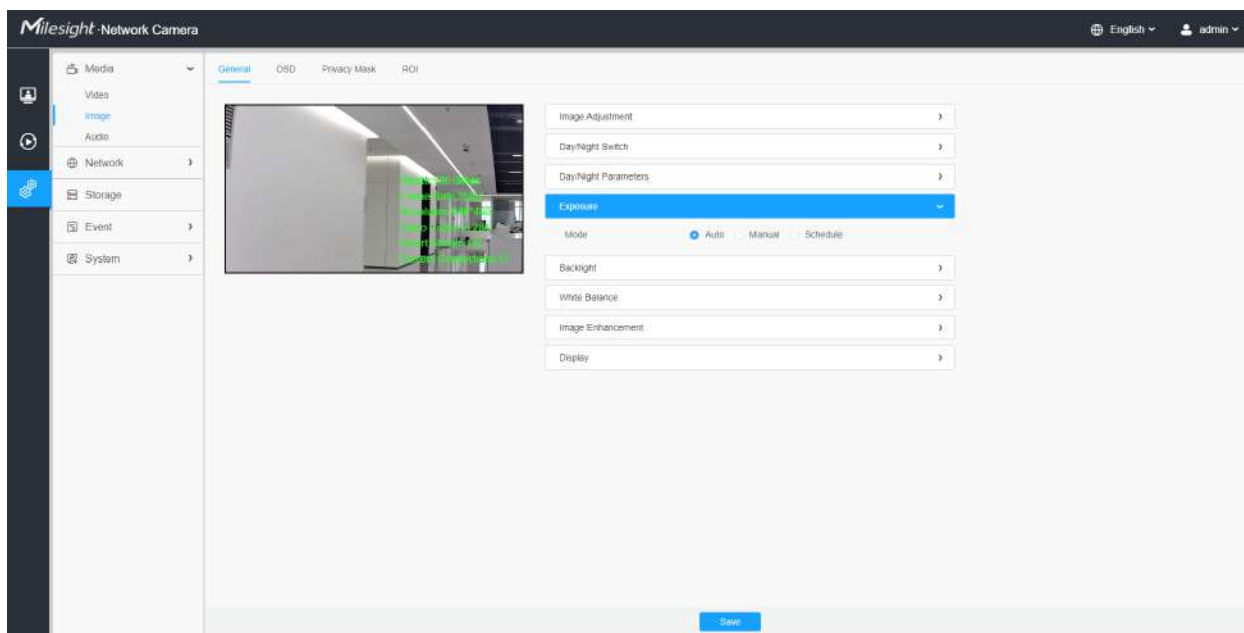 Milesight · Network Camera
English
admin
Media
Video
Image
Audio
Network
Storage
Event
System
General OSD Privacy Mask ROI
Image Adjustment
Day/Night Switch
Day/Night Parameters
Exposure
Mode Auto Manual Schedule
Backlight
White Balance
Image Enhancement
Display
Save